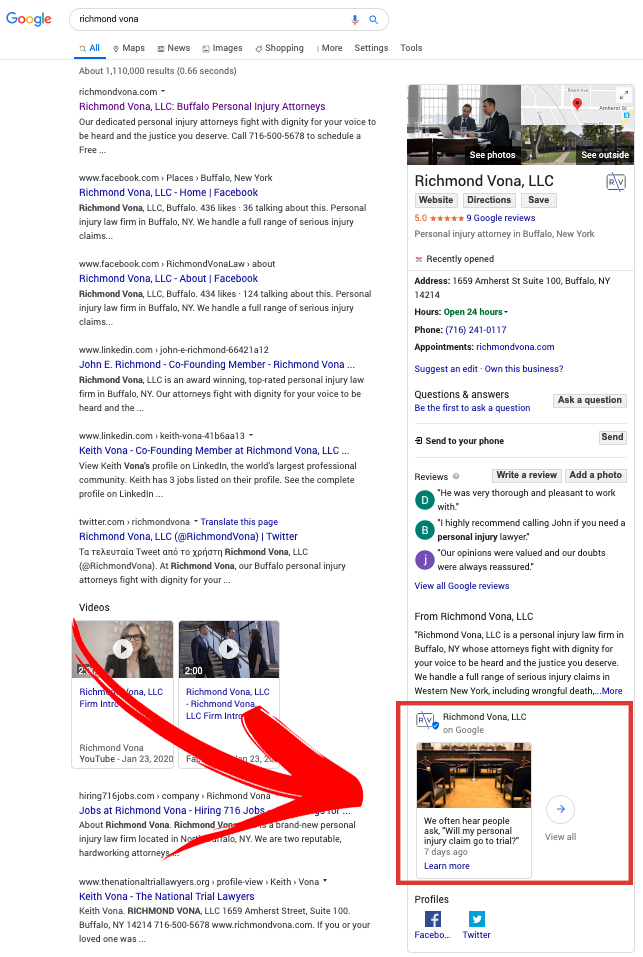 Google
richmond vona
All
Maps
News
Images
Shopping
More
Settings
Tools
About 1,110,000 results (0.66 seconds)
richmondvona.com
Richmond Vona, LLC: Buffalo Personal Injury Attorneys
Our dedicated personal injury attorneys fight with dignity for your voice to
be heard and the justice you deserve. Call 716-500-5678 to schedule a
Free ...
www.facebook.com › Places › Buffalo, New York
Richmond Vona, LLC - Home | Facebook
Richmond Vona, LLC, Buffalo. 436 likes · 36 talking about this. Personal
injury law firm in Buffalo, NY. We handle a full range of serious injury
claims...
www.facebook.com › RichmondVonaLaw › about
Richmond Vona, LLC - About | Facebook
Richmond Vona, LLC, Buffalo. 434 likes · 124 talking about this. Personal
injury law firm in Buffalo, NY. We handle a full range of serious injury
claims...
www.linkedin.com › john-e-richmond-66421a12
John E. Richmond - Co-Founding Member - Richmond Vona ...
Richmond Vona, LLC is an award winning, top-rated personal injury law
firm in Buffalo, NY. Our attorneys fight with dignity for your voice to be
heard and the ...
www.linkedin.com › keith-vona-41b6aa13
Keith Vona - Co-Founding Member at Richmond Vona, LLC ...
View Keith Vona's profile on LinkedIn, the world's largest professional
community. Keith has 3 jobs listed on their profile. See the complete
profile on LinkedIn ...
twitter.com › richmondvona
Translate this page
Richmond Vona, LLC (@RichmondVona) | Twitter
Τα τελευταία Tweet από το χρήστη Richmond Vona, LLC
(@RichmondVona). At Richmond Vona, our Buffalo personal injury
attorneys fight with dignity for your ...
Videos
2:00
Richmond Vona, LLC
Firm Intro
Richmond Vona
YouTube - Jan 23, 2020
Richmond Vona, LLC
- Richmond Vona,
LLC Firm Intro
Jan 23, 2020
hiring716jobs.com › company › Richmond Vona
Jobs at Richmond Vona - Hiring 716 Jobs for ...
About Richmond Vona. Richmond is a brand-new personal
injury law firm located in Buffalo, NY. We are two reputable,
hardworking attorneys...
www.thenationaltriallawyers.org › profile-view › Keith › Vona
Keith Vona - The National Trial Lawyers
Keith Vona. RICHMOND VONA, LLC 1659 Amherst Street, Suite 100.
Buffalo, NY 14214 716-500-5678 www.richmondvona.com. If you or your
loved one was ...
See photos
Beard Ave
Amherst St
See outside
Richmond Vona, LLC
R V
Website
Directions
Save
5.0 ★★★★★ 9 Google reviews
Personal injury attorney in Buffalo, New York
Recently opened
Address: 1659 Amherst St Suite 100, Buffalo, NY
14214
Hours: Open 24 hours
Phone: (716) 241-0117
Appointments: richmondvona.com
Suggest an edit · Own this business?
Questions & answers
Be the first to ask a question
Ask a question
Send to your phone
Send
Reviews
Write a review
Add a photo
D
"He was very thorough and pleasant to work
with."
B
"I highly recommend calling John if you need a
personal injury lawyer."
j
"Our opinions were valued and our doubts
were always reassured."
View all Google reviews
From Richmond Vona, LLC
"Richmond Vona, LLC is a personal injury law firm in
Buffalo, NY whose attorneys fight with dignity for
your voice to be heard and the justice you deserve.
We handle a full range of serious injury claims in
Western New York, including wrongful death,...More
R V
Richmond Vona, LLC
on Google
We often hear people
ask, "Will my personal
injury claim go to trial?"
7 days ago
Learn more
View all
Profiles
Facebo...
Twitter